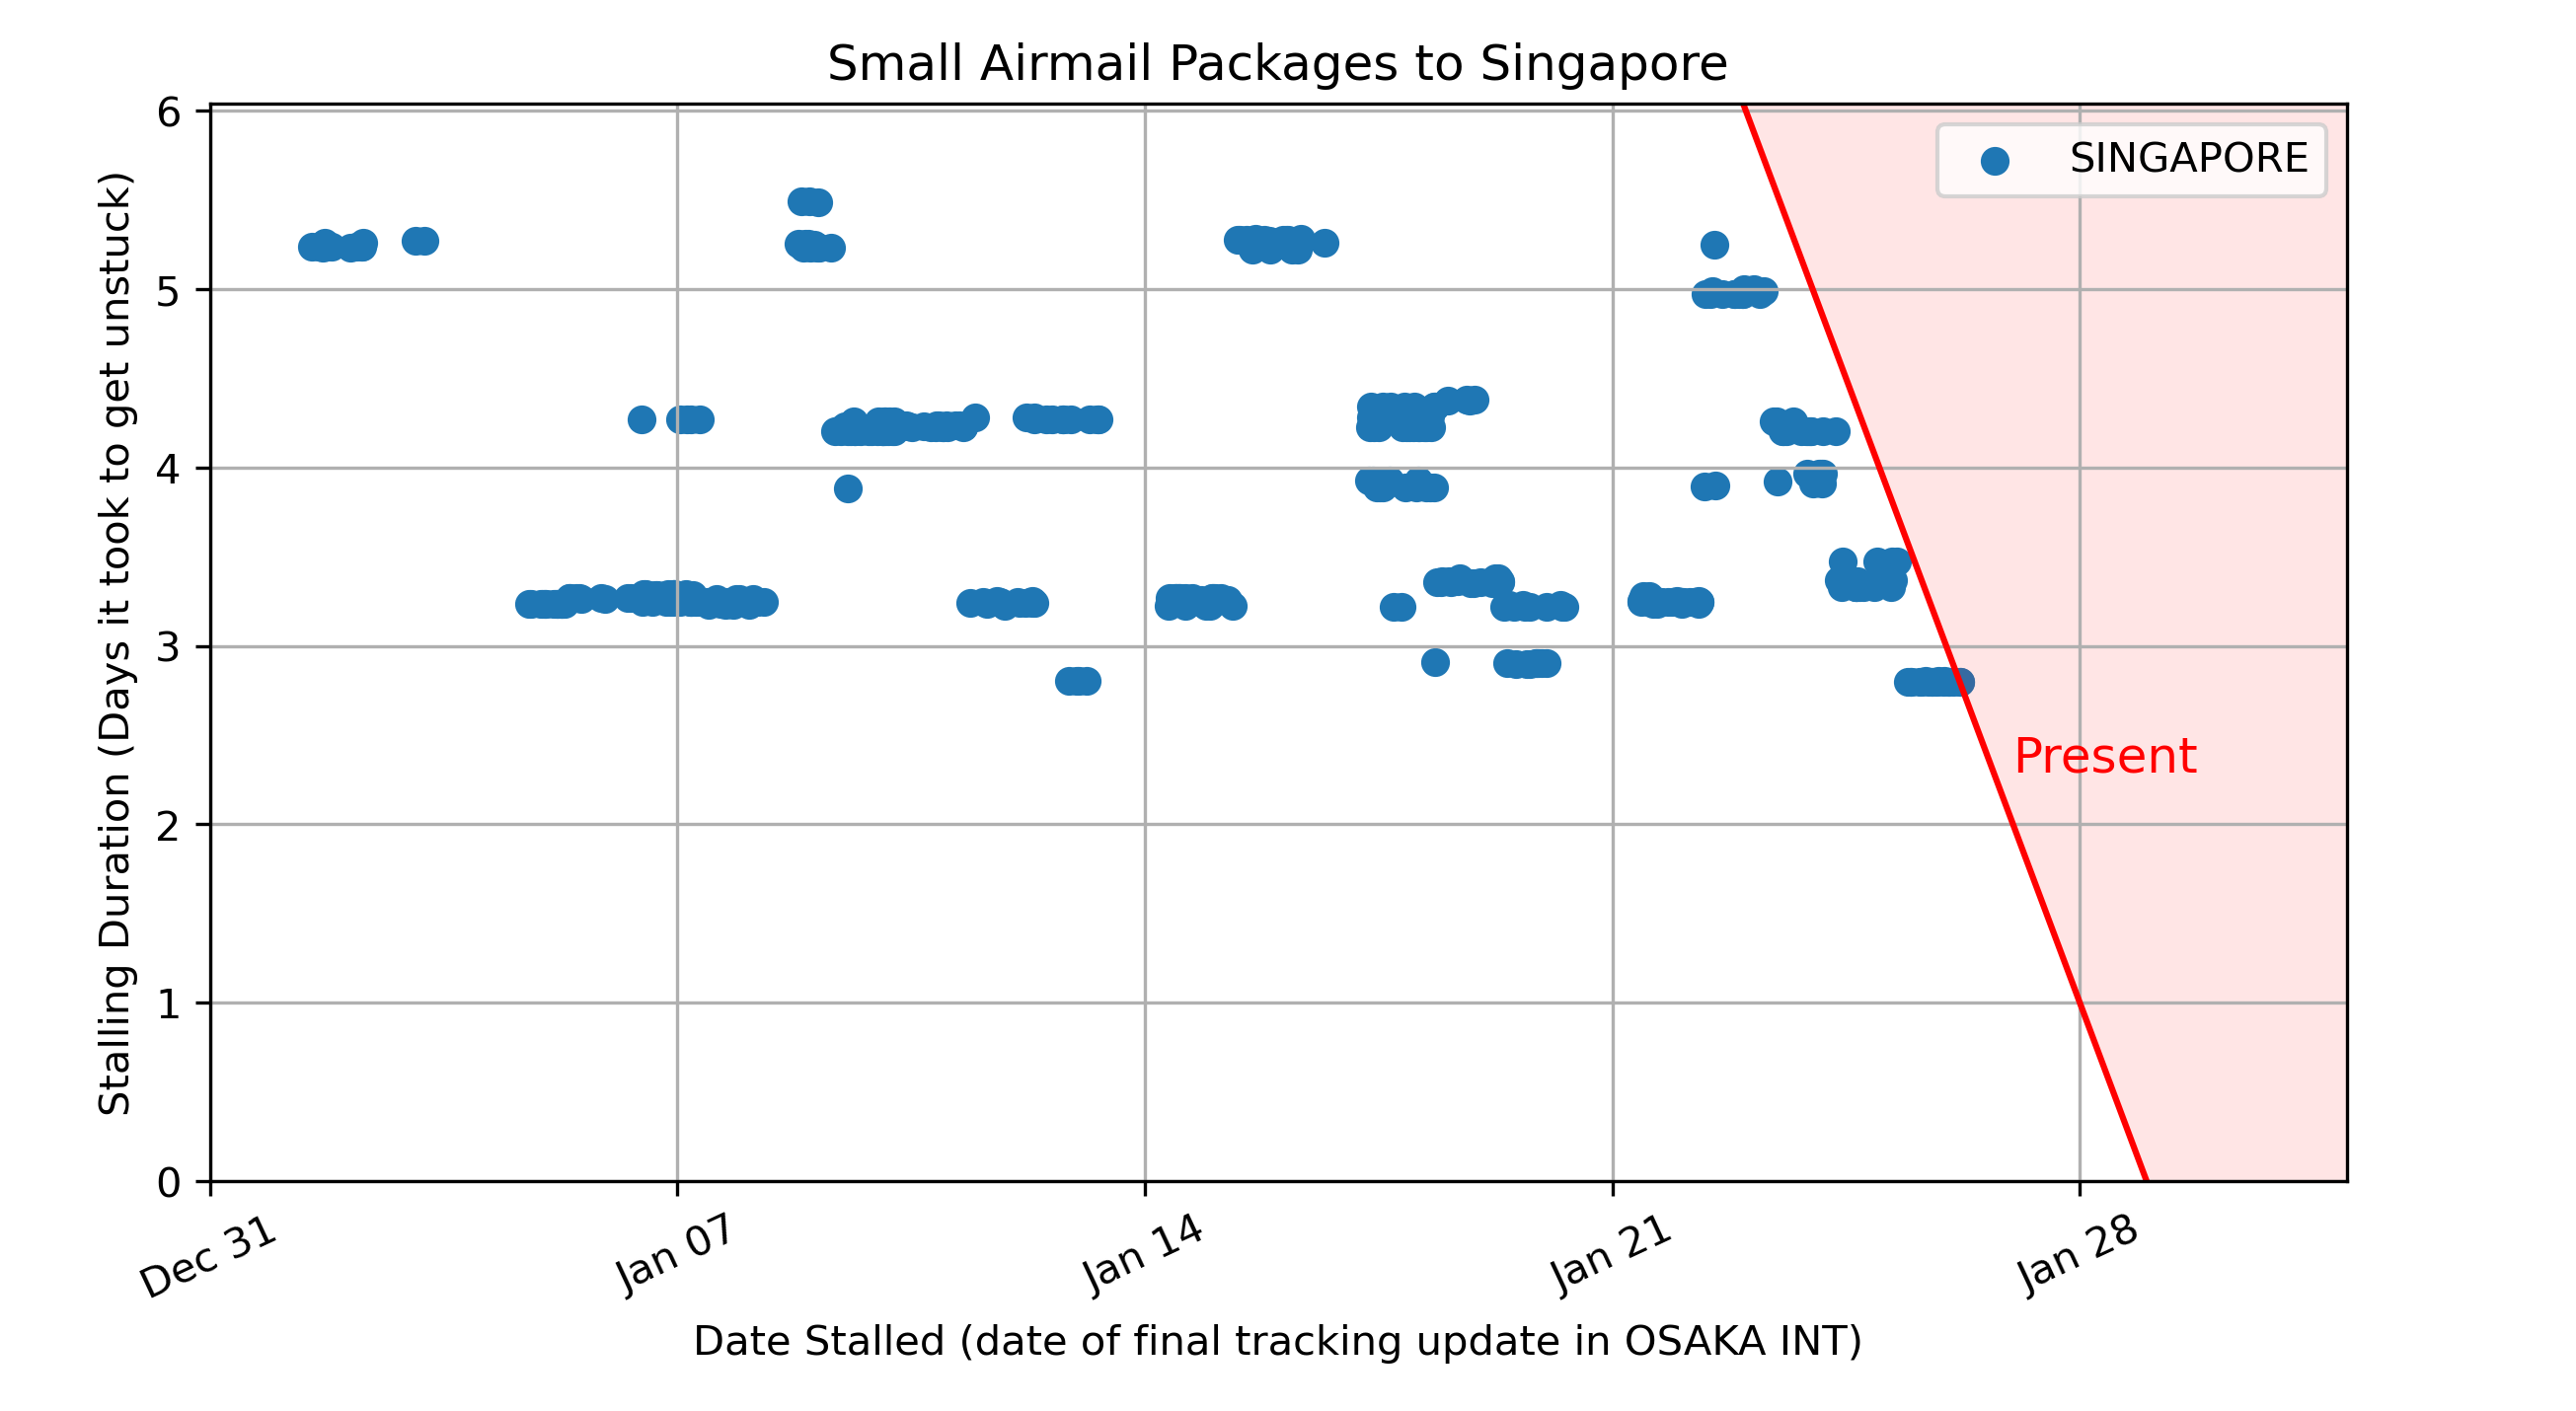 Small Airmail Packages to Singapore
SINGAPORE
Stalling Duration (Days it took to get unstuck)
6
5
4
3
2
1
0
Present
Dec 31
Jan 07
Jan 14
Jan 21
Jan 28
Date Stalled (date of final tracking update in OSAKA INT)